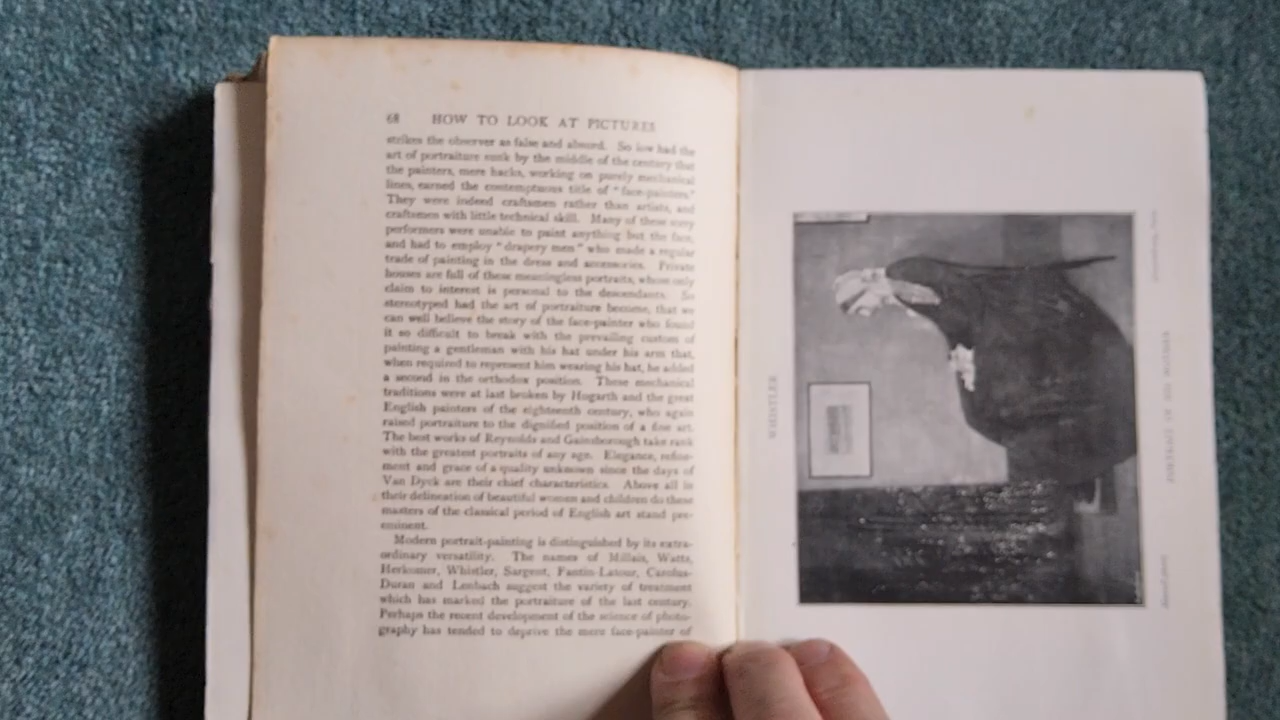 68 HOW TO LOOK AT PICTURES
strikes the observer as false and absurd. So low had the
art of portraiture sunk by the middle of the century that
the painters, mere hacks, working on purely mechanical
lines, earned the contemptuous title of “face-painters.”
They were indeed craftsmen rather than artists, and
craftsmen with little technical skill. Many of these very
performers were unable to paint anything but the face,
and had to employ “drapery men” who made a regular
trade of painting in the dress and accessories. Private
houses are full of these meaningless portraits, whose only
claim to interest is personal to the descendants. So
stereotyped had the art of portraiture become, that we
can well believe the story of the face-painter who found
it so difficult to break with the prevailing custom of
painting a gentleman with his hat under his arm that,
when required to represent him wearing his hat, he added
a second in the orthodox position. These mechanical
traditions were at last broken by Hogarth and the great
English painters of the eighteenth century, who again
raised portraiture to the dignified position of a fine art.
The best works of Reynolds and Gainsborough take rank
with the greatest portraits of any age. Elegance, refine-
ment and grace of a quality unknown since the days of
Van Dyck are their chief characteristics. Above all in
their delineation of beautiful women and children do these
masters of the classical period of English art stand pre-
eminent.
Modern portrait-painting is distinguished by its extra-
ordinary versatility. The names of Millais, Watts,
Herkomer, Whistler, Sargent, Fantin-Latour, Carolus-
Duran and Lenbach suggest the variety of treatment
which has marked the portraiture of the last century.
Perhaps the recent development of the science of photo-
graphy has tended to deprive the mere face-painter of
WHISTLER
PORTRAIT OF HIS MOTHER